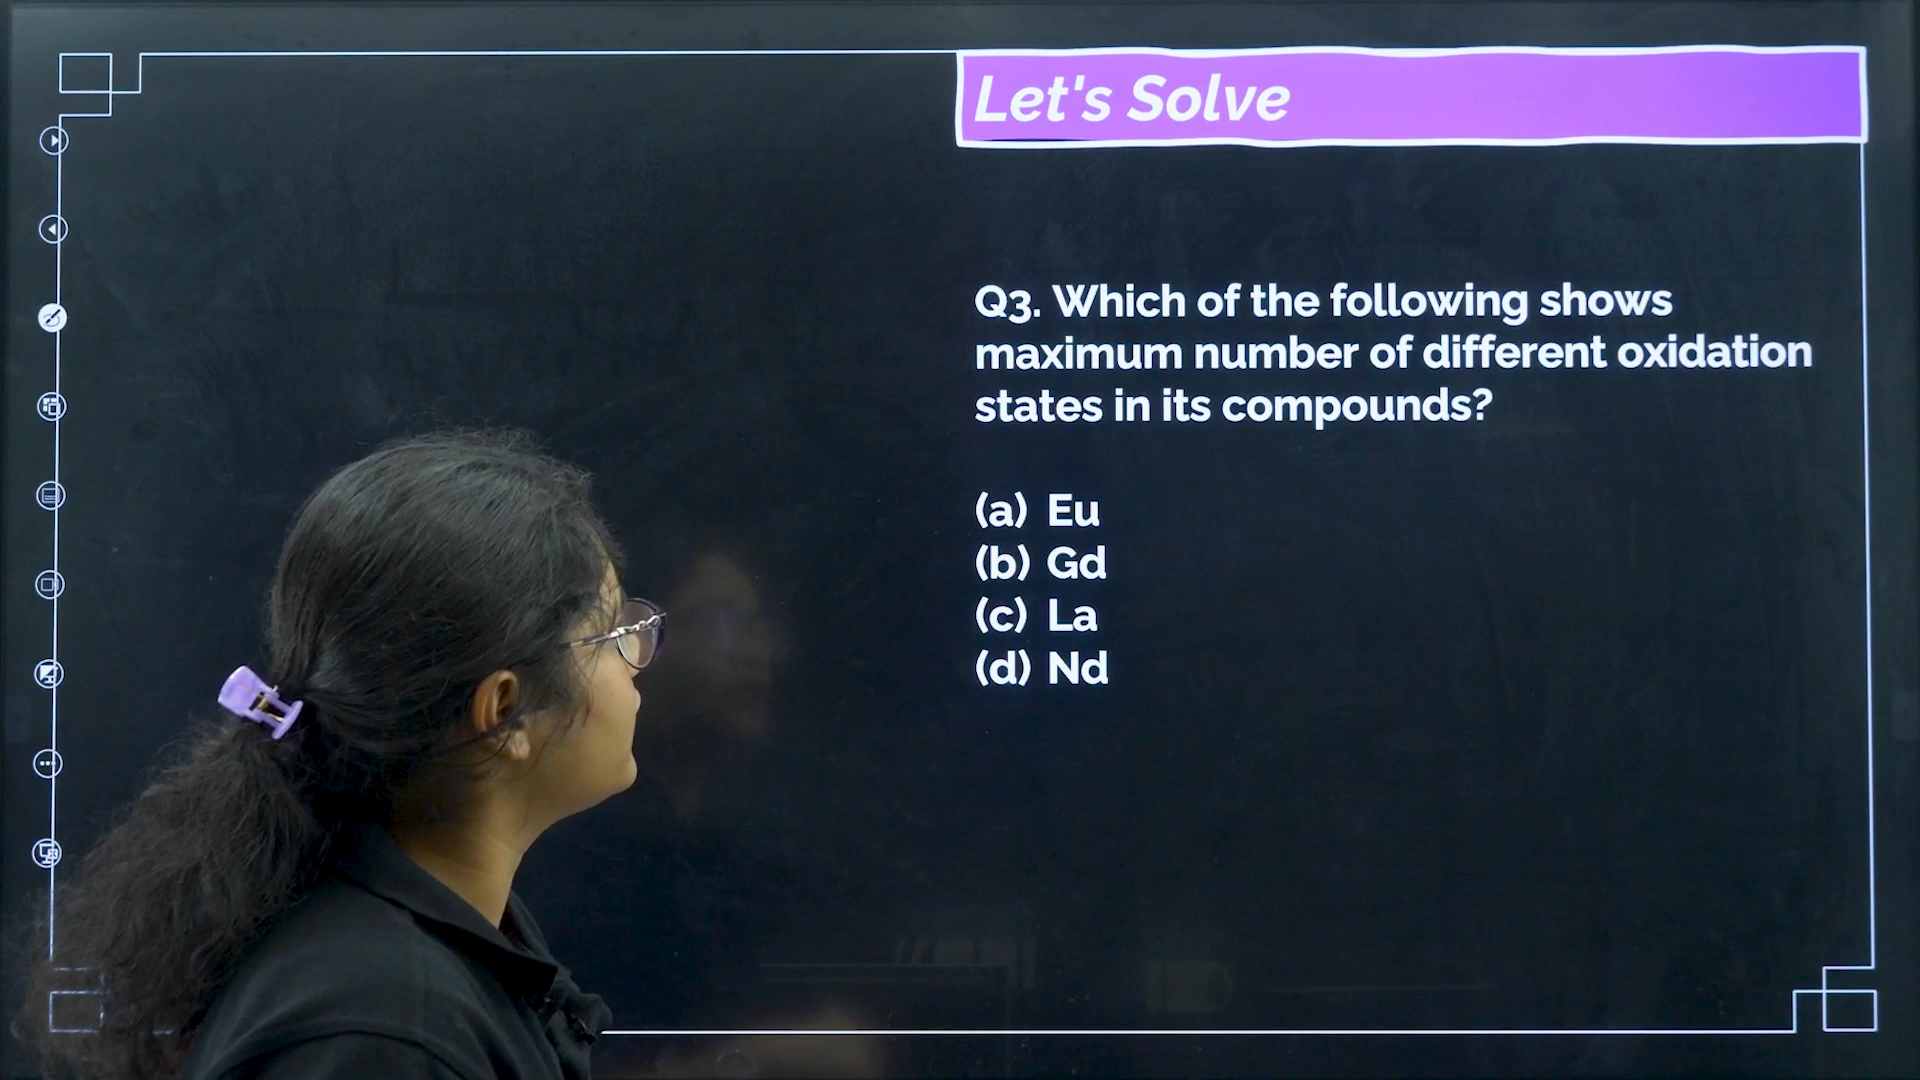 Let's Solve
Q3. Which of the following shows
maximum number of different oxidation
states in its compounds?
(a) Eu
(b) Gd
(c) La
(d) Nd